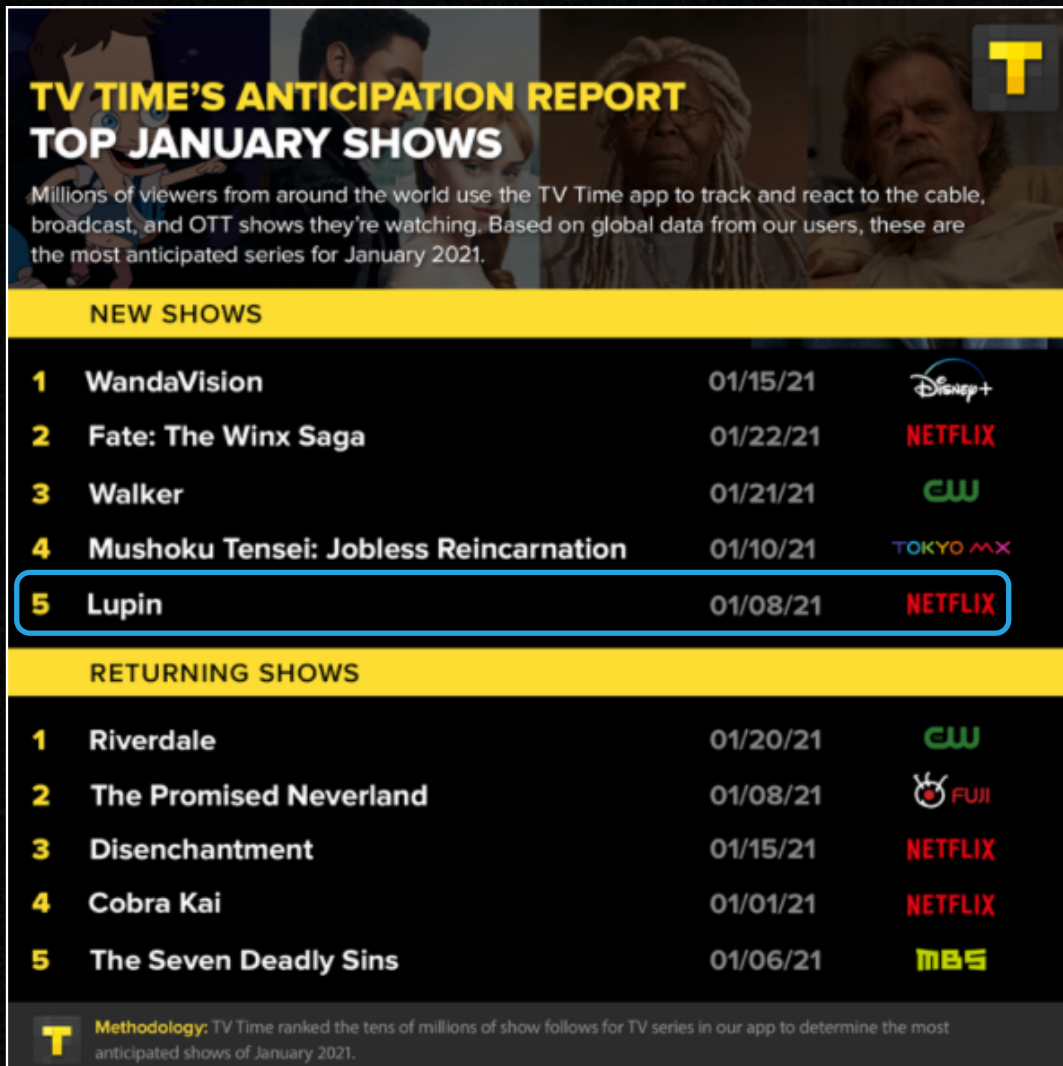 T
TV TIME'S ANTICIPATION REPORT
TOP JANUARY SHOWS
Millions of viewers from around the world use the TV Time app to track and react to the cable,
broadcast, and OTT shows they're watching. Based on global data from our users, these are
the most anticipated series for January 2021.
NEW SHOWS
1 WandaVision 01/15/21 Disney+
2 Fate: The Winx Saga 01/22/21 NETFLIX
3 Walker 01/21/21 CW
4 Mushoku Tensei: Jobless Reincarnation 01/10/21 TOKYO MX
5 Lupin 01/08/21 NETFLIX
RETURNING SHOWS
1 Riverdale 01/20/21 CW
2 The Promised Neverland 01/08/21 FUJI
3 Disenchantment 01/15/21 NETFLIX
4 Cobra Kai 01/01/21 NETFLIX
5 The Seven Deadly Sins 01/06/21 MBS
T
Methodology: TV Time ranked the tens of millions of show follows for TV series in our app to determine the most
anticipated shows of January 2021.